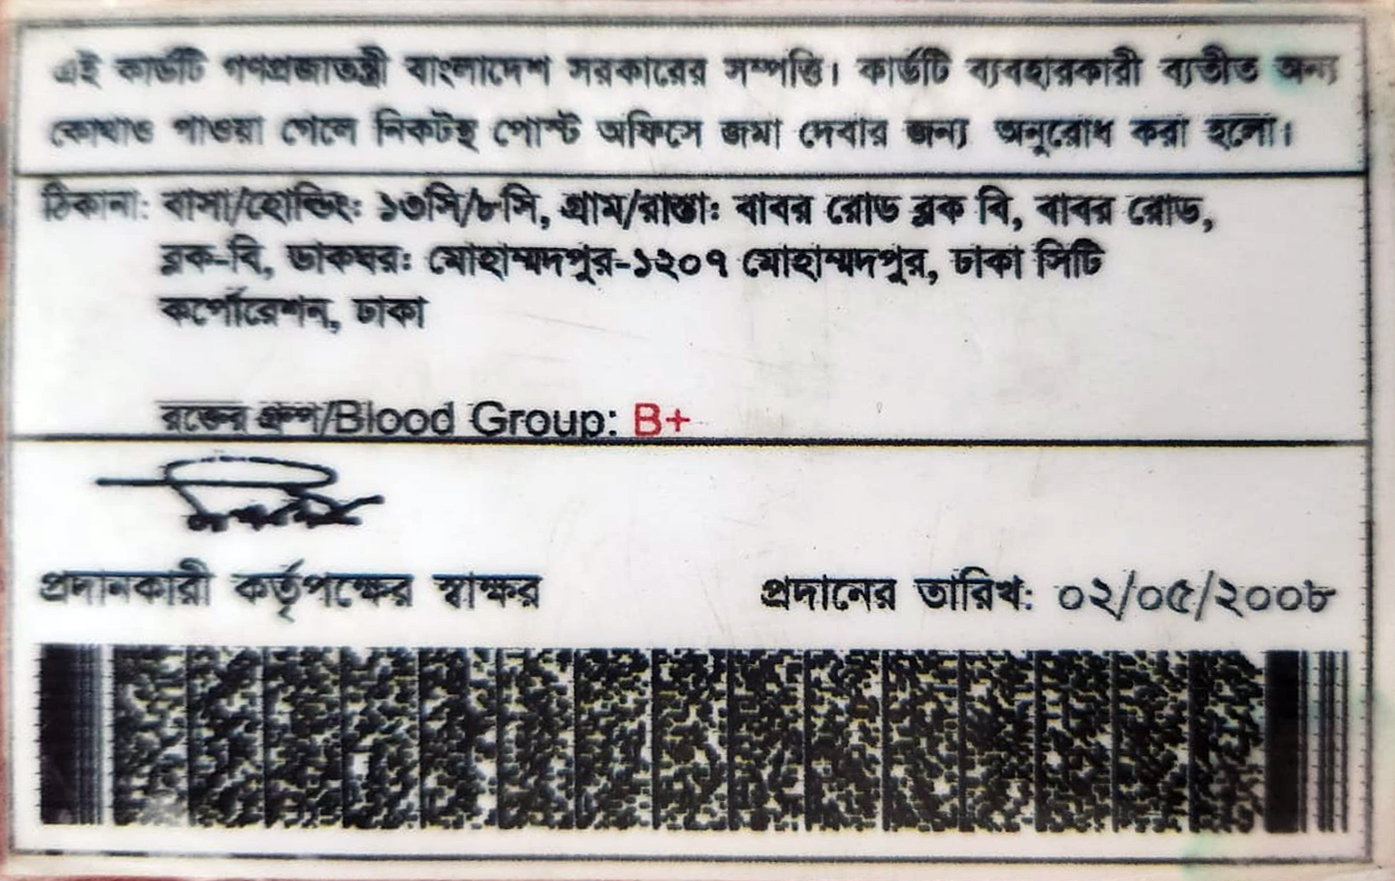 এই কার্ডটি গণপ্রজাতন্ত্রী বাংলাদেশ সরকারের সম্পত্তি। কার্ডটি ব্যবহারকারী ব্যতীত অন্য
কোথাও পাওয়া গেলে নিকটস্থ পোস্ট অফিসে জমা দেবার জন্য অনুরোধ করা হলো।
ঠিকানা: বাসা/হোল্ডিং: ১৩সি/৮সি, গ্রাম/রাস্তা: বাবর রোড ব্লক বি, বাবর রোড,
ব্লক-বি, ডাকঘর: মোহাম্মদপুর-১২০৭ মোহাম্মদপুর, ঢাকা সিটি
কর্পোরেশন, ঢাকা
রক্তের গ্রুপ/Blood Group: B+
প্রদানকারী কর্তৃপক্ষের স্বাক্ষর
প্রদানের তারিখ: ০২/০৫/২০০৮